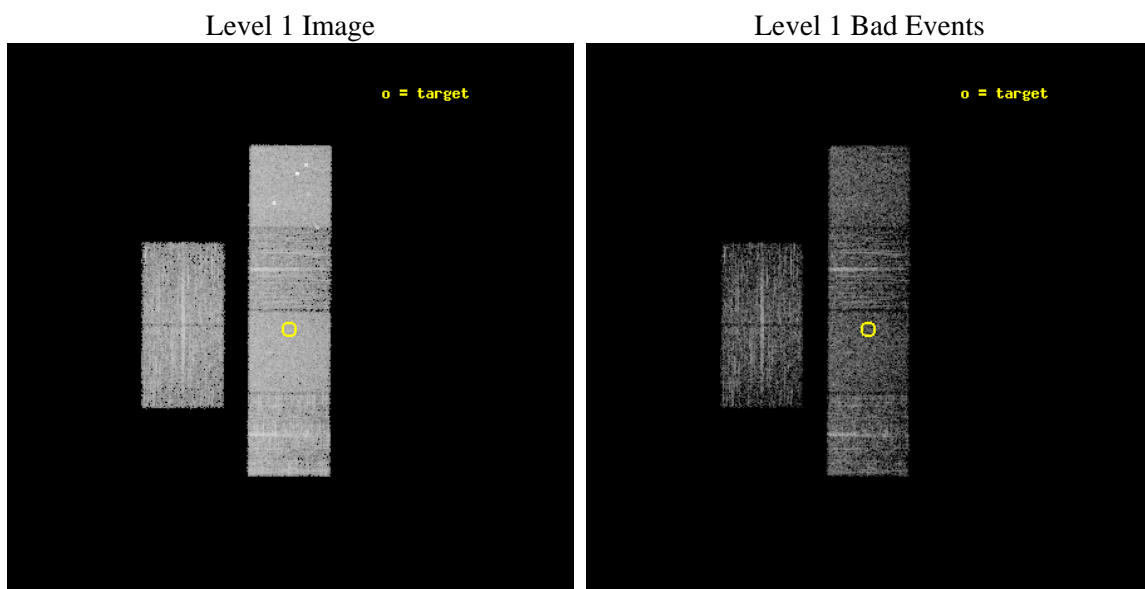 Level 1 Image
Level 1 Bad Events
o = target
o = target